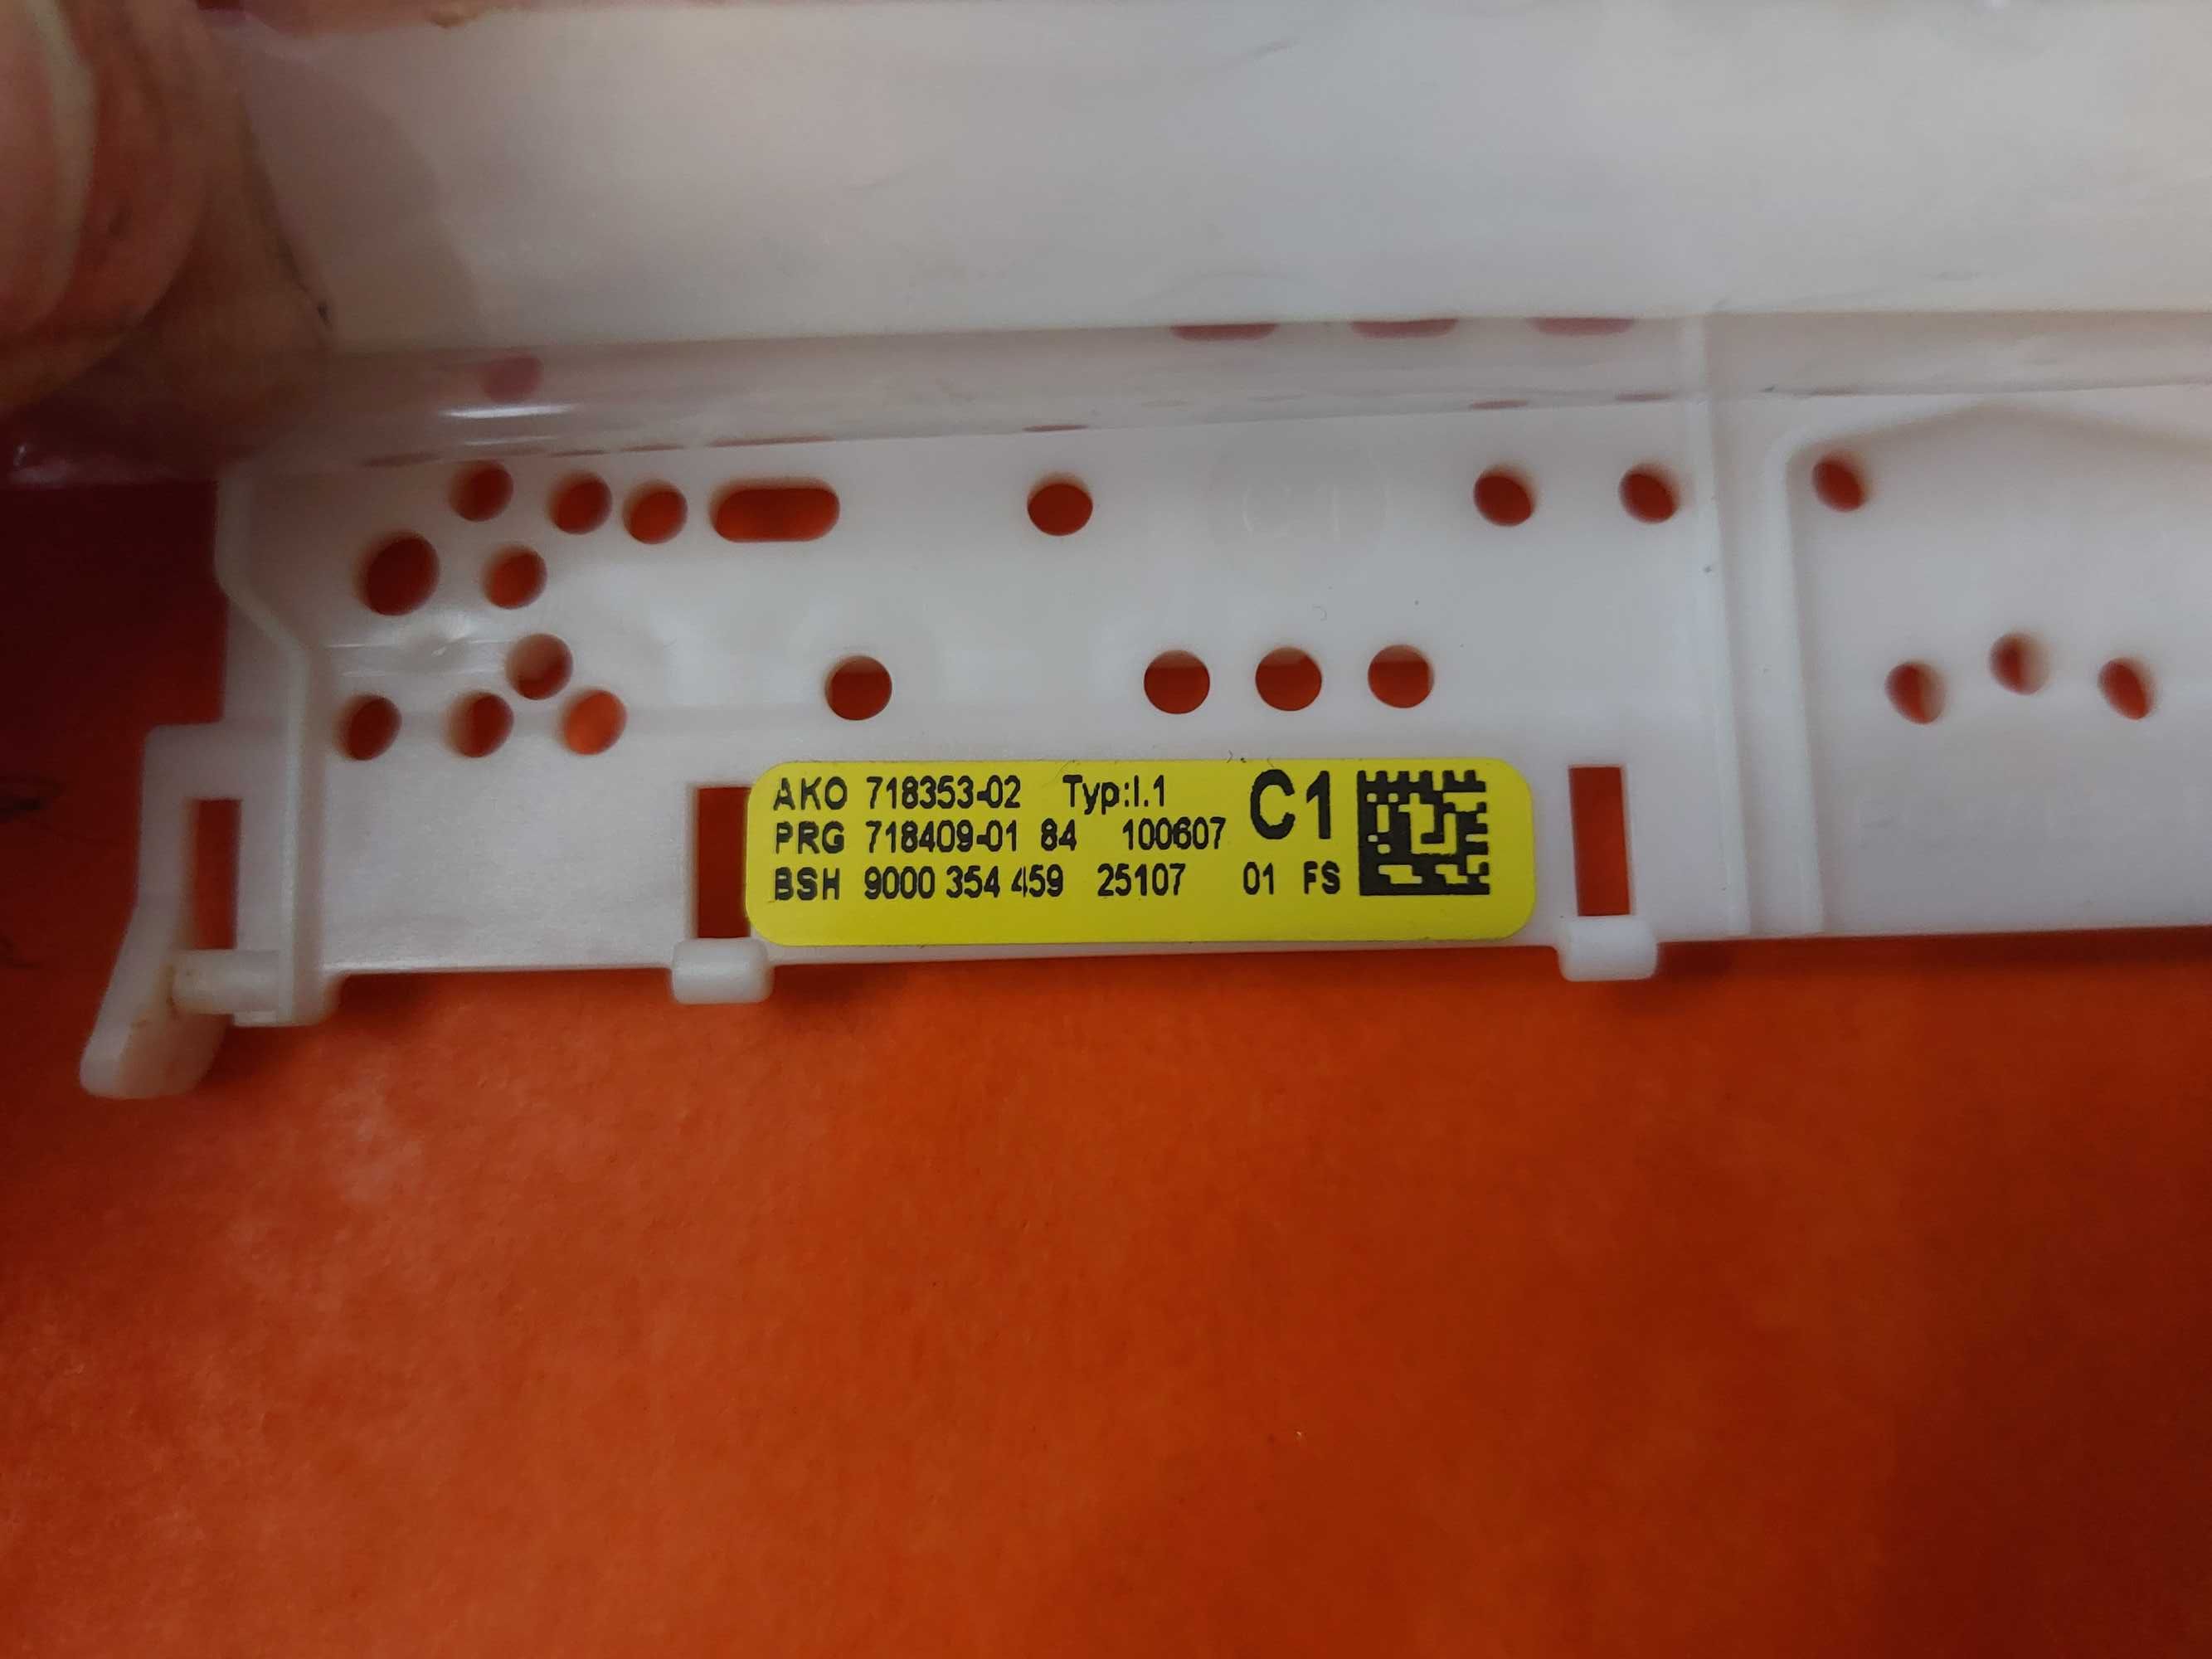 AKO 718353-02 Typ:I.1 C1
PRG 718409-01 84 100607
BSH 9000 354 459 25107 01 FS